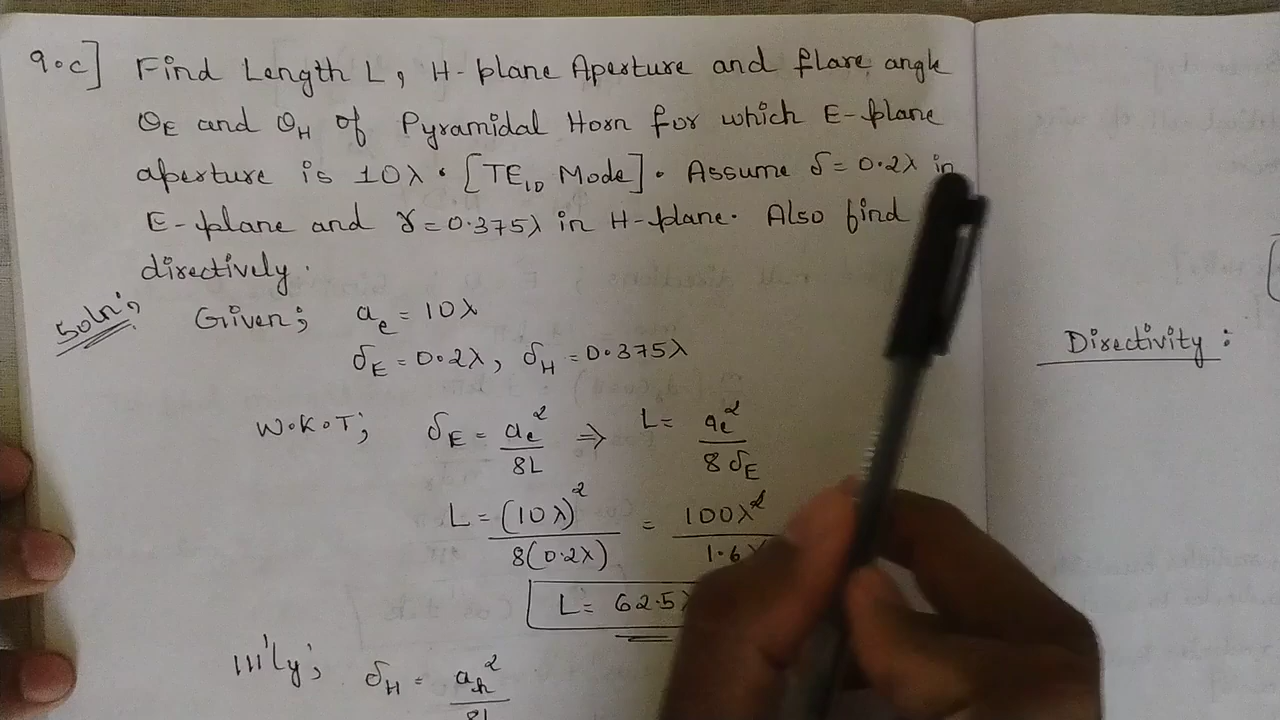 9.c] Find Length L, H-plane Aperture and flare angle
θE and θH of Pyramidal Horn for which E-plane
aperture is 10λ. [TE10 Mode]. Assume δ=0.2λ in
E-plane and γ=0.375λ in H-plane. Also find
directively.
Soln; Given; ae = 10λ
δE = 0.2λ, δH = 0.375λ
W.K.T; δE = ae²/8L ⇒ L = ae²/8δE
L = (10λ)²/8(0.2λ) = 100λ²/1.6λ
L = 62.5λ
|||'ly; δH = ah²/8L
Directivity: